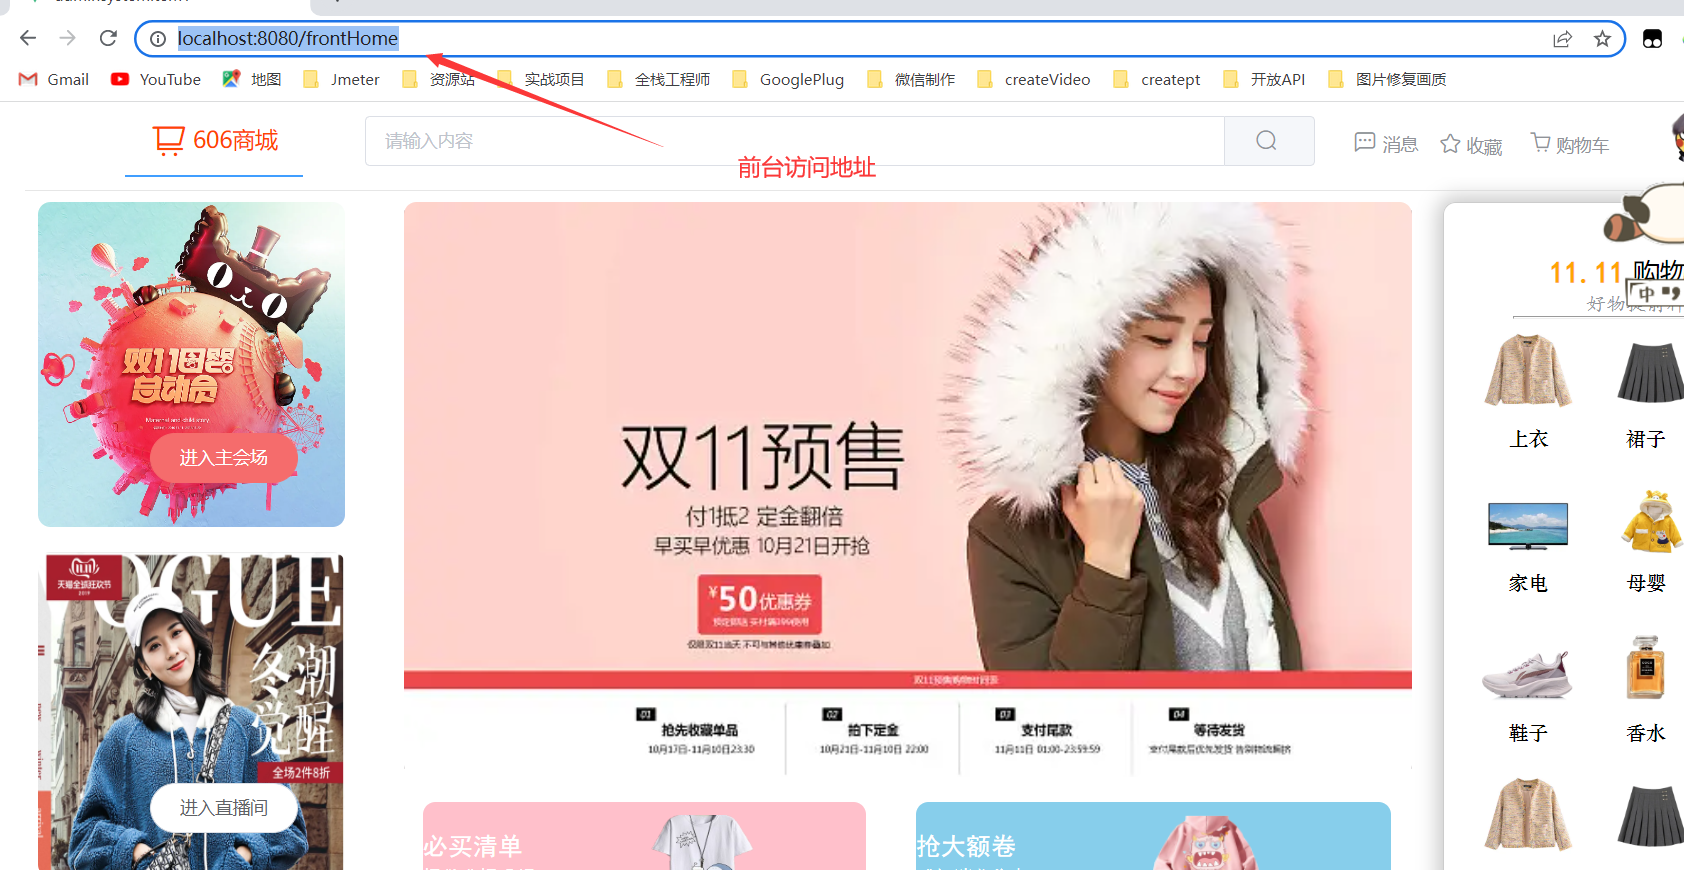 localhost:8080/frontHome
Gmail
YouTube
地图
Jmeter
资源站
实战项目
全栈工程师
GooglePlug
微信制作
createVideo
creatept
开放API
图片修复画质
606商城
请输入内容
消息
收藏
购物车
前台访问地址
双11母婴
总动员
进入主会场
双11预售
付1抵2 定金翻倍
早买早优惠 10月21日开抢
¥50优惠券
双11预售购物时间表
01
抢先收藏单品
10月17日-11月10日23:30
02
拍下定金
10月21日-11月10日 22:00
03
支付尾款
11月11日 01:00-23:59:59
04
等待发货
11.11 购物
中
上衣
裙子
家电
母婴
鞋子
香水
天猫全球狂欢节
2019
VOGUE
冬潮
觉醒
全场2件8折
进入直播间
必买清单
抢大额卷